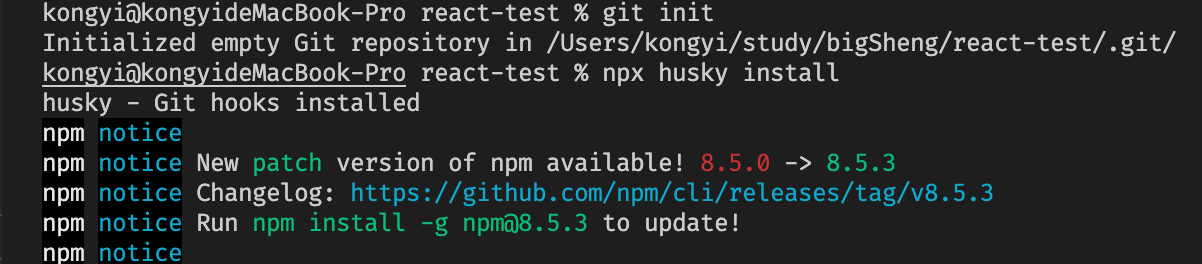 kongyi@kongyideMacBook-Pro react-test % git init
Initialized empty Git repository in /Users/kongyi/study/bigSheng/react-test/.git/
kongyi@kongyideMacBook-Pro react-test % npx husky install
husky - Git hooks installed
npm notice
npm notice New patch version of npm available! 8.5.0 -> 8.5.3
npm notice Changelog: https://github.com/npm/cli/releases/tag/v8.5.3
npm notice Run npm install -g npm@8.5.3 to update!
npm notice